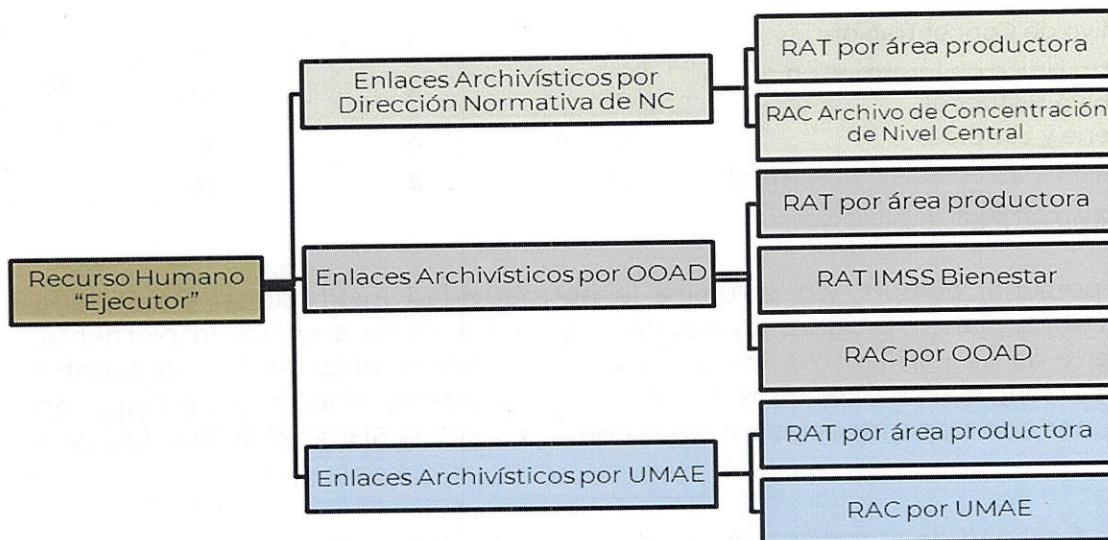 Recurso Humano
“Ejecutor”
Enlaces Archivísticos por
Dirección Normativa de NC
RAT por área productora
RAC Archivo de Concentración
de Nivel Central
Enlaces Archivísticos por OOAD
RAT por área productora
RAT IMSS Bienestar
RAC por OOAD
Enlaces Archivísticos por UMAE
RAT por área productora
RAC por UMAE